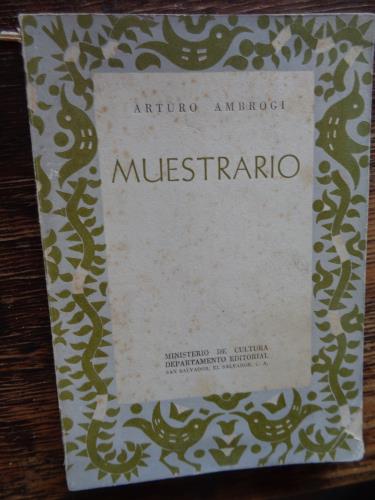 ARTURO AMBROGI
MUESTRARIO
MINISTERIO DE CULTURA
DEPARTAMENTO EDITORIAL
SAN SALVADOR, EL SALVADOR, C. A.